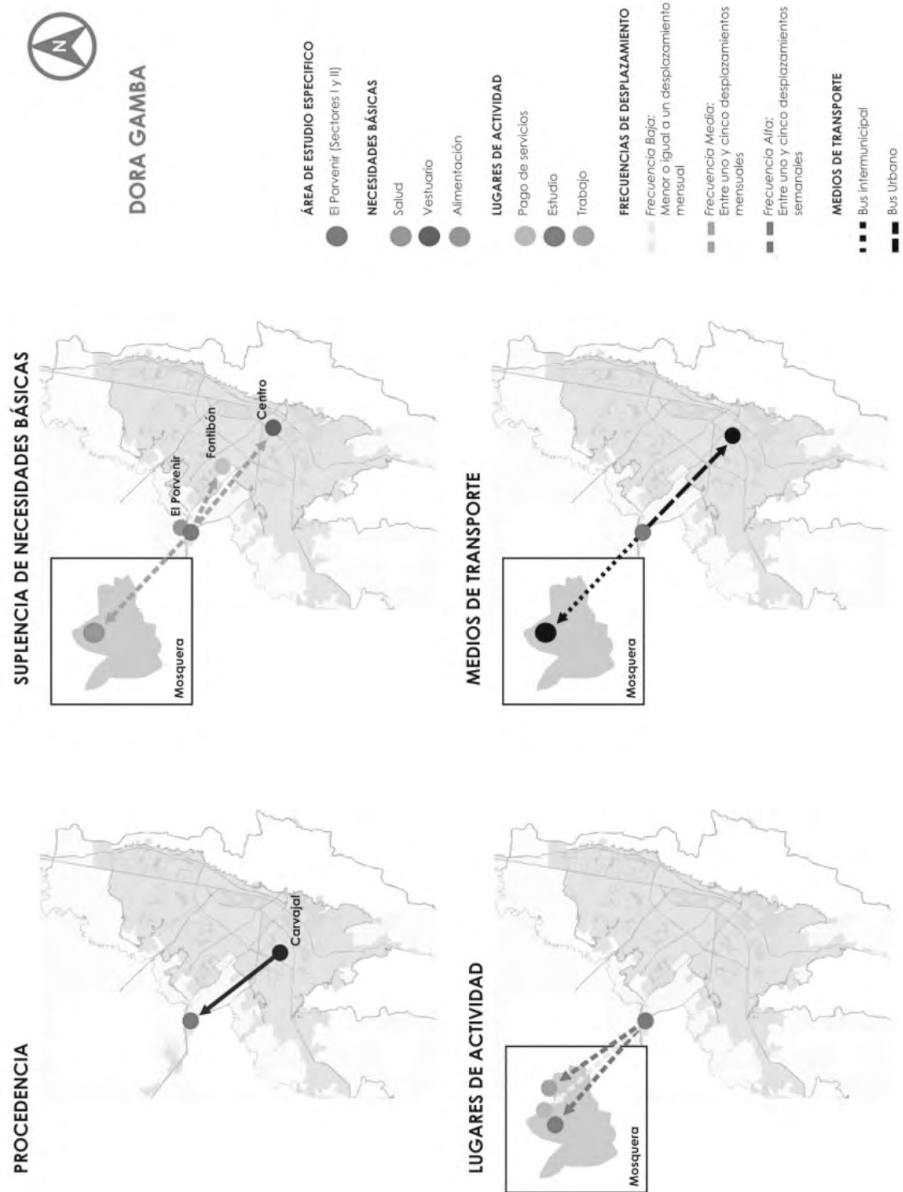 PROCEDENCIA
Carvajal
SUPLENCIA DE NECESIDADES BÁSICAS
Mosquera
El Porvenir
Fontibón
Centro
LUGARES DE ACTIVIDAD
Mosquera
MEDIOS DE TRANSPORTE
Mosquera
N
DORA GAMBA
ÁREA DE ESTUDIO ESPECIFICO
El Porvenir (Sectores I y II)
NECESIDADES BÁSICAS
Salud
Vestuario
Alimentación
LUGARES DE ACTIVIDAD
Pago de servicios
Estudio
Trabajo
FRECUENCIAS DE DESPLAZAMIENTO
Frecuencia Baja:
Menor o igual a un desplazamiento
mensual
Frecuencia Media:
Entre uno y cinco desplazamientos
mensuales
Frecuencia Alta:
Entre uno y cinco desplazamientos
semanales
MEDIOS DE TRANSPORTE
Bus intermunicipal
Bus Urbano